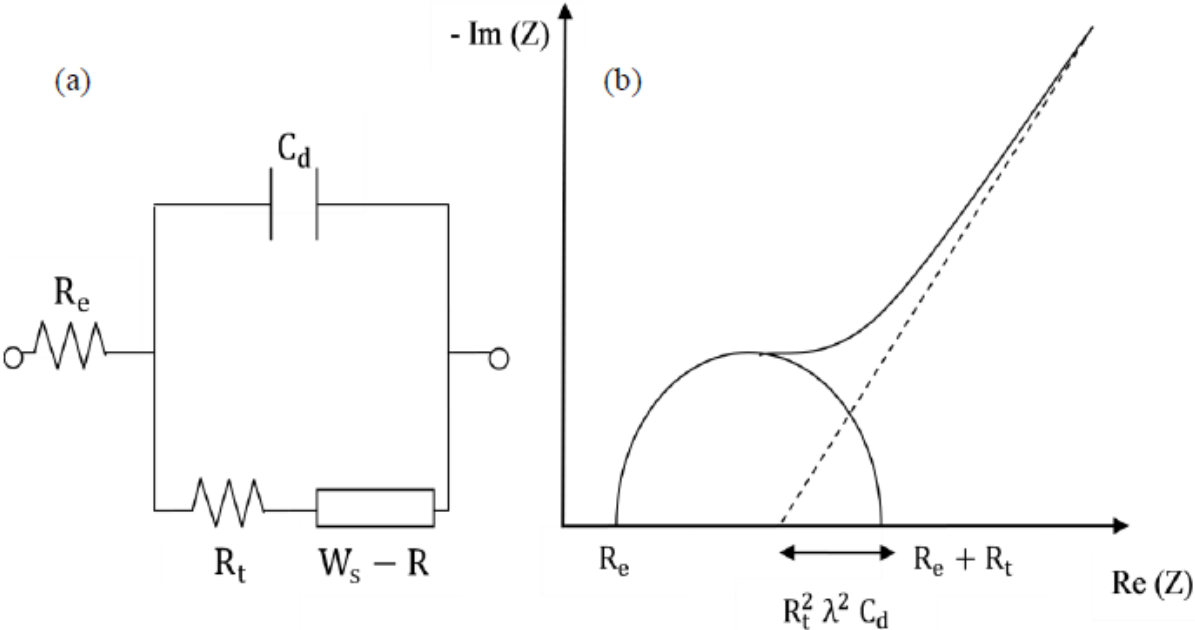 (a)
C_d
R_e
R_t
W_s − R
- Im (Z)
(b)
R_e
R_e + R_t
Re (Z)
R_t^2 λ^2 C_d